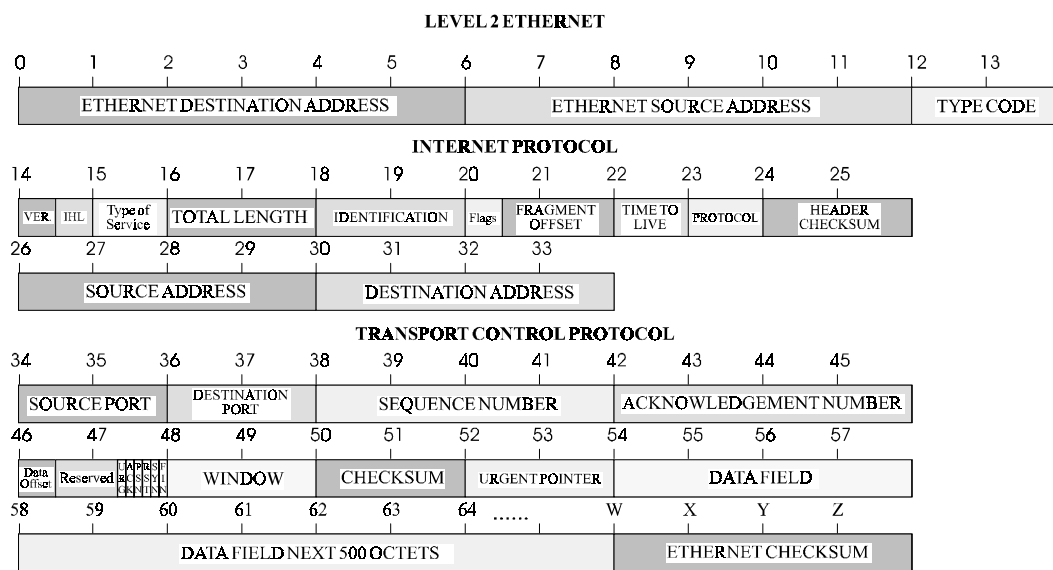 LEVEL 2 ETHERNET
0 1 2 3 4 5 6 7 8 9 10 11 12 13
ETHERNET DESTINATION ADDRESS ETHERNET SOURCE ADDRESS TYPE CODE
INTERNET PROTOCOL
14 15 16 17 18 19 20 21 22 23 24 25
VER. IHL Type of Service TOTAL LENGTH IDENTIFICATION Flags FRAGMENT OFFSET TIME TO LIVE PROTOCOL HEADER CHECKSUM
26 27 28 29 30 31 32 33
SOURCE ADDRESS DESTINATION ADDRESS
TRANSPORT CONTROL PROTOCOL
34 35 36 37 38 39 40 41 42 43 44 45
SOURCE PORT DESTINATION PORT SEQUENCE NUMBER ACKNOWLEDGEMENT NUMBER
46 47 48 49 50 51 52 53 54 55 56 57
Data Offset Reserved URG ACK RST SYN FIN WINDOW CHECKSUM URGENT POINTER DATA FIELD
58 59 60 61 62 63 64 ...... W X Y Z
DATA FIELD NEXT 500 OCTETS ETHERNET CHECKSUM